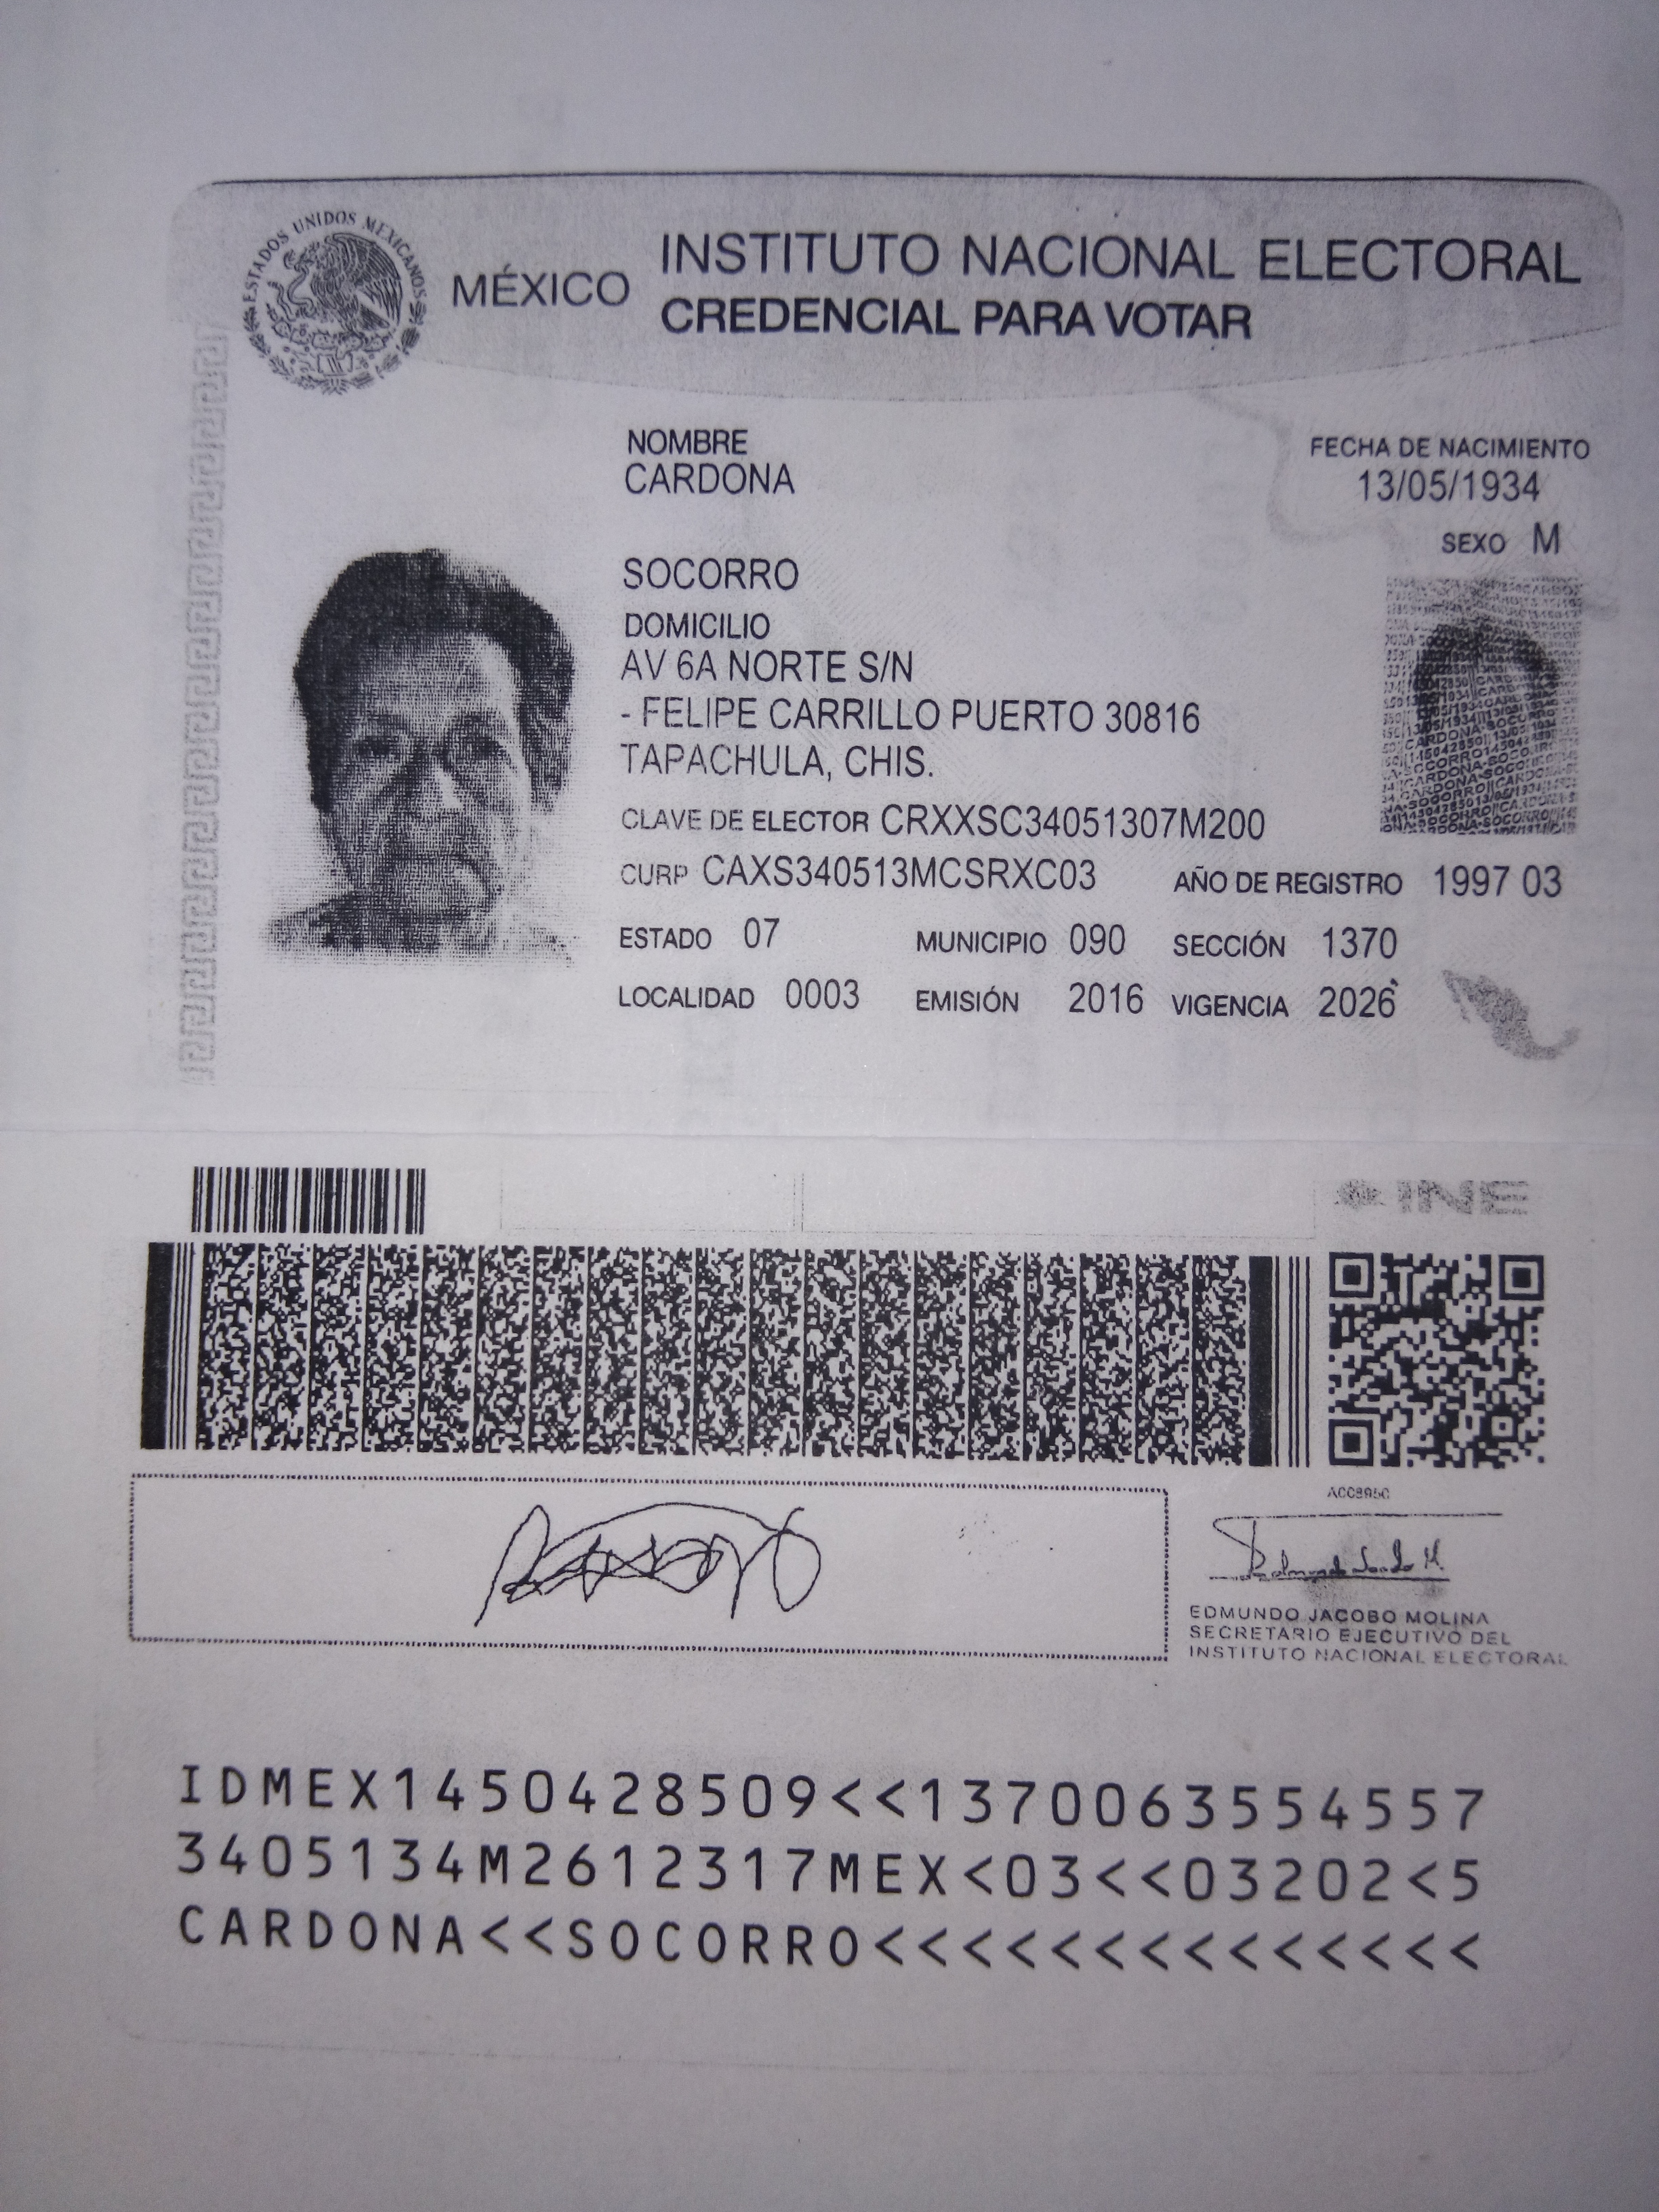 ESTADOS UNIDOS MEXICANOS
MÉXICO
INSTITUTO NACIONAL ELECTORAL
CREDENCIAL PARA VOTAR
NOMBRE
CARDONA
SOCORRO
FECHA DE NACIMIENTO
13/05/1934
SEXO M
DOMICILIO
AV 6A NORTE S/N
- FELIPE CARRILLO PUERTO 30816
TAPACHULA, CHIS.
CLAVE DE ELECTOR CRXXSC34051307M200
CURP CAXS340513MCSRXC03 AÑO DE REGISTRO 1997 03
ESTADO 07 MUNICIPIO 090 SECCIÓN 1370
LOCALIDAD 0003 EMISIÓN 2016 VIGENCIA 2026
INE
EDMUNDO JACOBO MOLINA
SECRETARIO EJECUTIVO DEL
INSTITUTO NACIONAL ELECTORAL
IDMEX1450428509<<1370063554557
3405134M2612317MEX<03<<03202<5
CARDONA<<SOCORRO<<<<<<<<<<<<<<